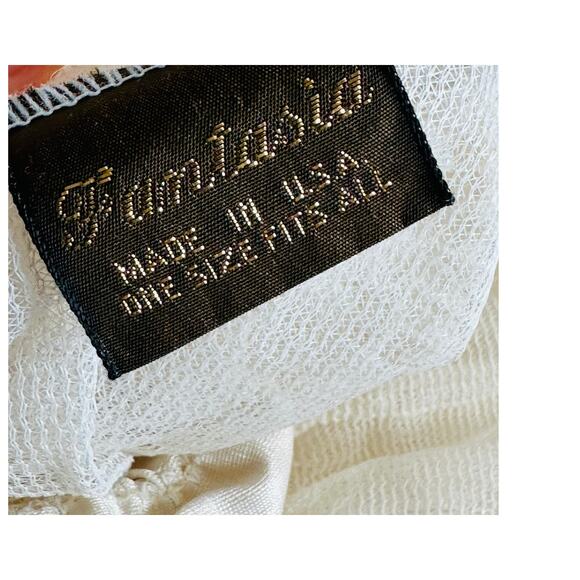 Fantasia
MADE IN U.S.A.
ONE SIZE FITS ALL